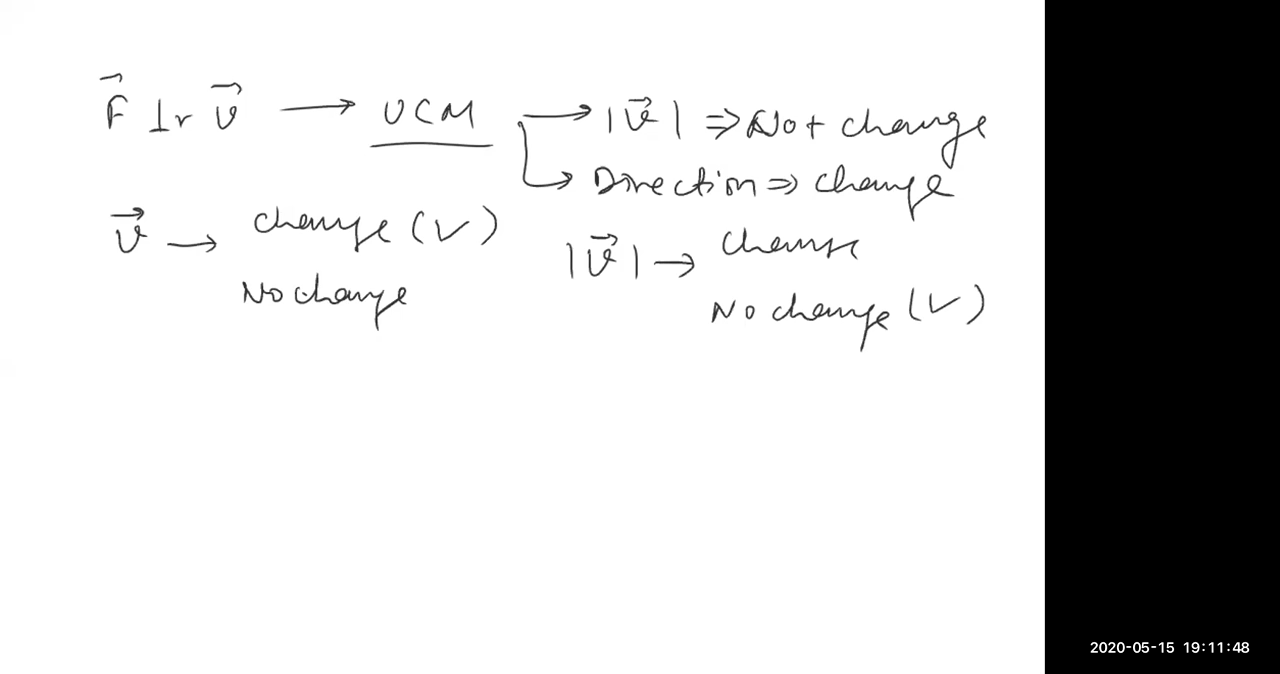 F⃗ ⊥r v⃗ → UCM → |v⃗| ⇒ Not change
→ Direction ⇒ change
v⃗ → change (✓) |v⃗| → change
No change No change (✓)
2020-05-15 19:11:48